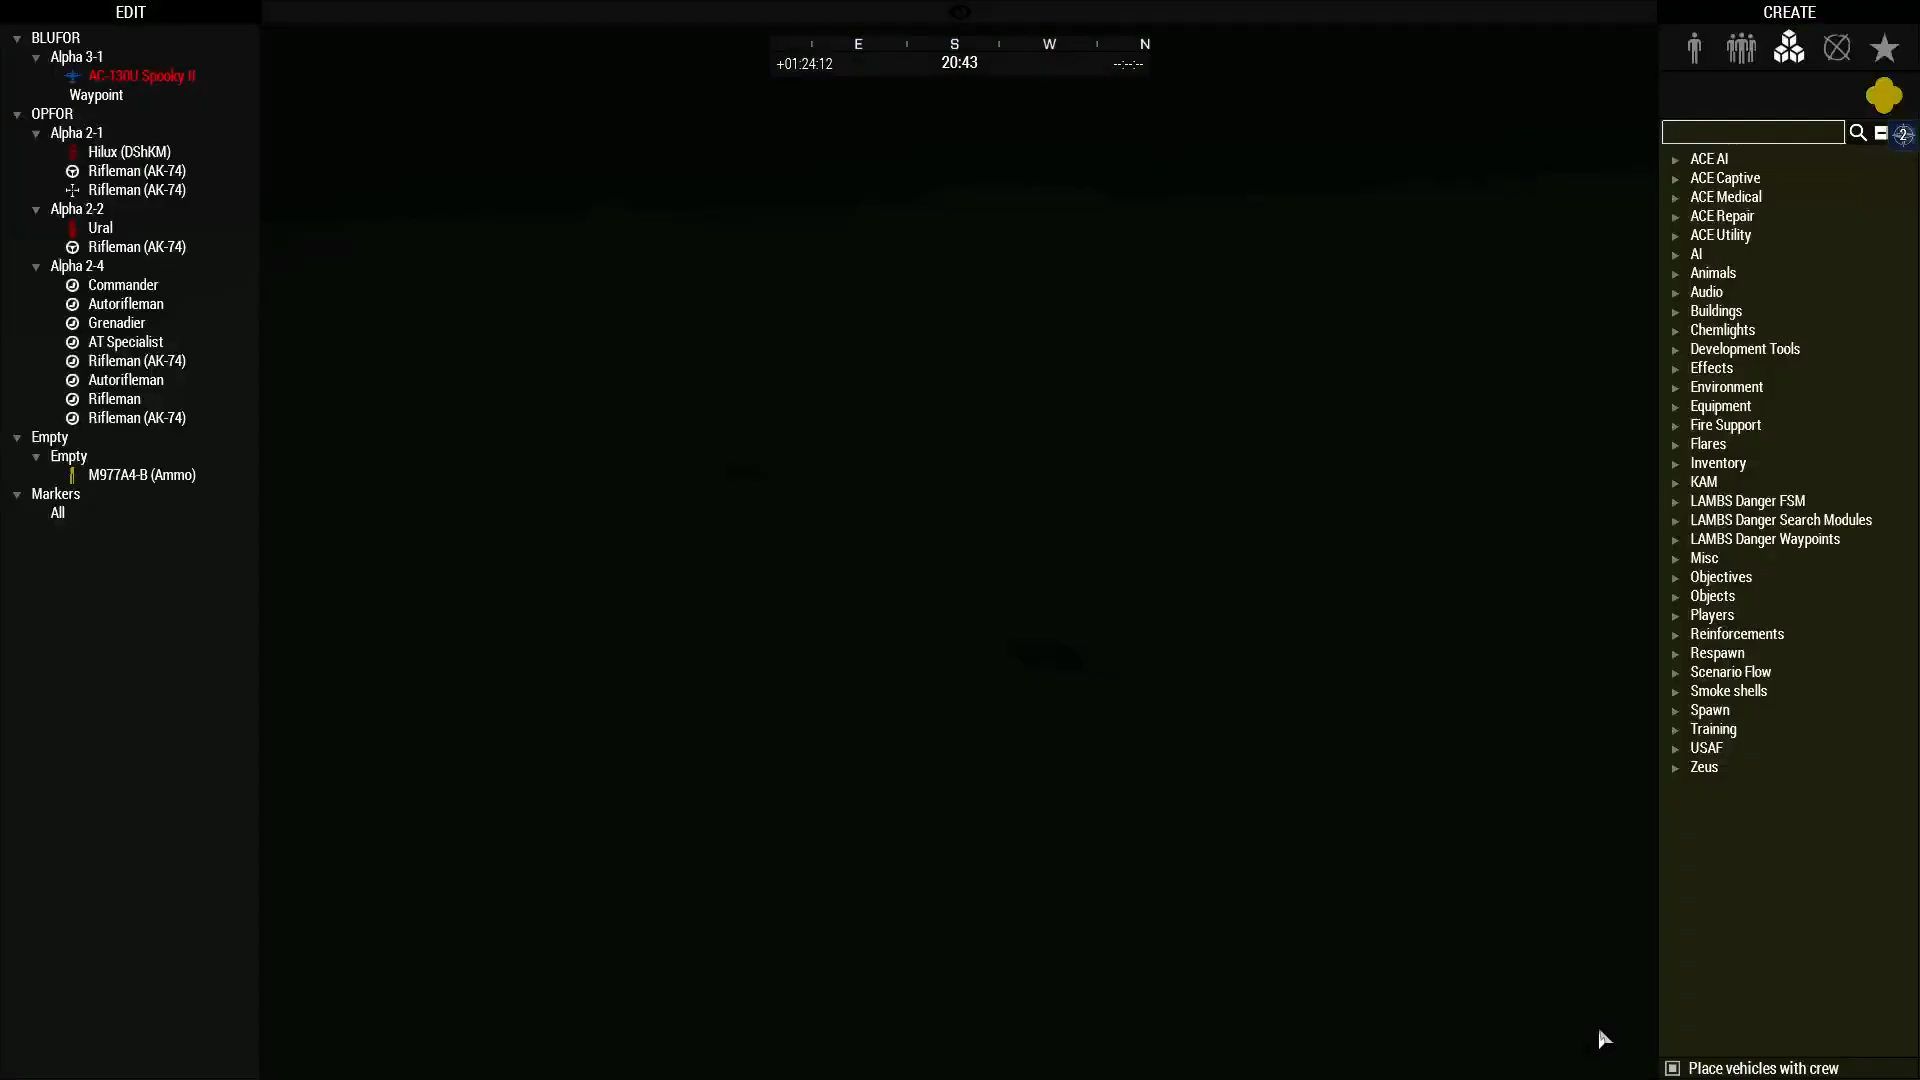 EDIT
BLUFOR
Alpha 3-1
AC-130U Spooky II
Waypoint
OPFOR
Alpha 2-1
Hilux (DShKM)
Rifleman (AK-74)
Rifleman (AK-74)
Alpha 2-2
Ural
Rifleman (AK-74)
Alpha 2-4
Commander
Autorifleman
Grenadier
AT Specialist
Rifleman (AK-74)
Autorifleman
Rifleman
Rifleman (AK-74)
Empty
Empty
M977A4-B (Ammo)
Markers
All
E S W N
+01:24:12 20:43 --:--:--
CREATE
2
ACE AI
ACE Captive
ACE Medical
ACE Repair
ACE Utility
AI
Animals
Audio
Buildings
Chemlights
Development Tools
Effects
Environment
Equipment
Fire Support
Flares
Inventory
KAM
LAMBS Danger FSM
LAMBS Danger Search Modules
LAMBS Danger Waypoints
Misc
Objectives
Objects
Players
Reinforcements
Respawn
Scenario Flow
Smoke shells
Spawn
Training
USAF
Zeus
Place vehicles with crew